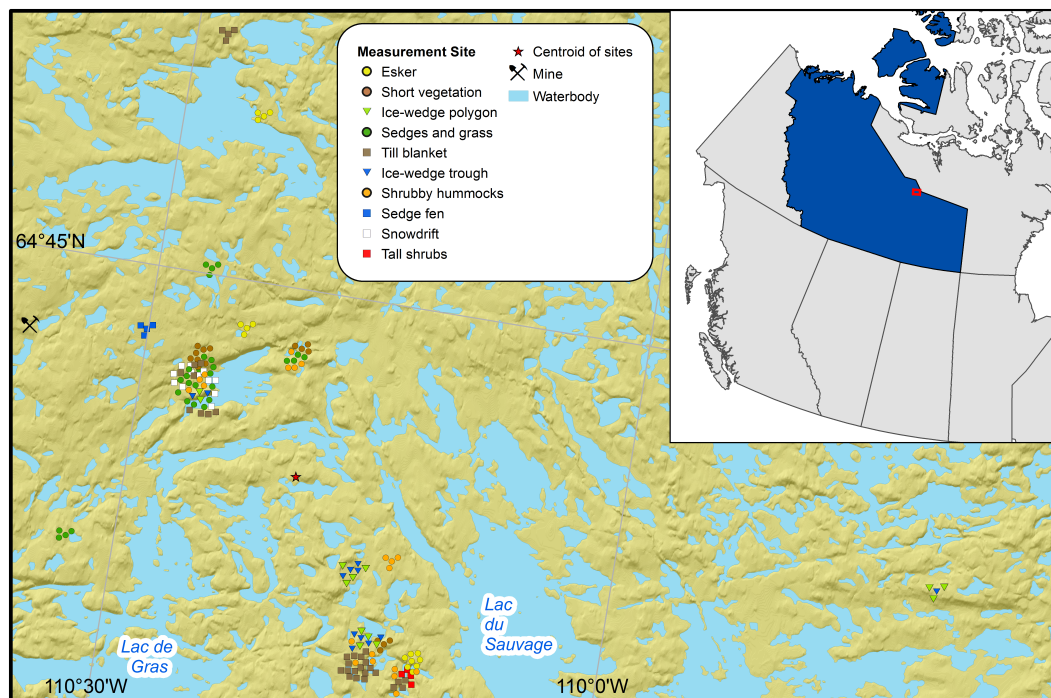 Measurement Site
Esker
Short vegetation
Ice-wedge polygon
Sedges and grass
Till blanket
Ice-wedge trough
Shrubby hummocks
Sedge fen
Snowdrift
Tall shrubs
Centroid of sites
Mine
Waterbody
64°45'N
Lac
du
Sauvage
Lac de
Gras
110°30'W
110°0'W